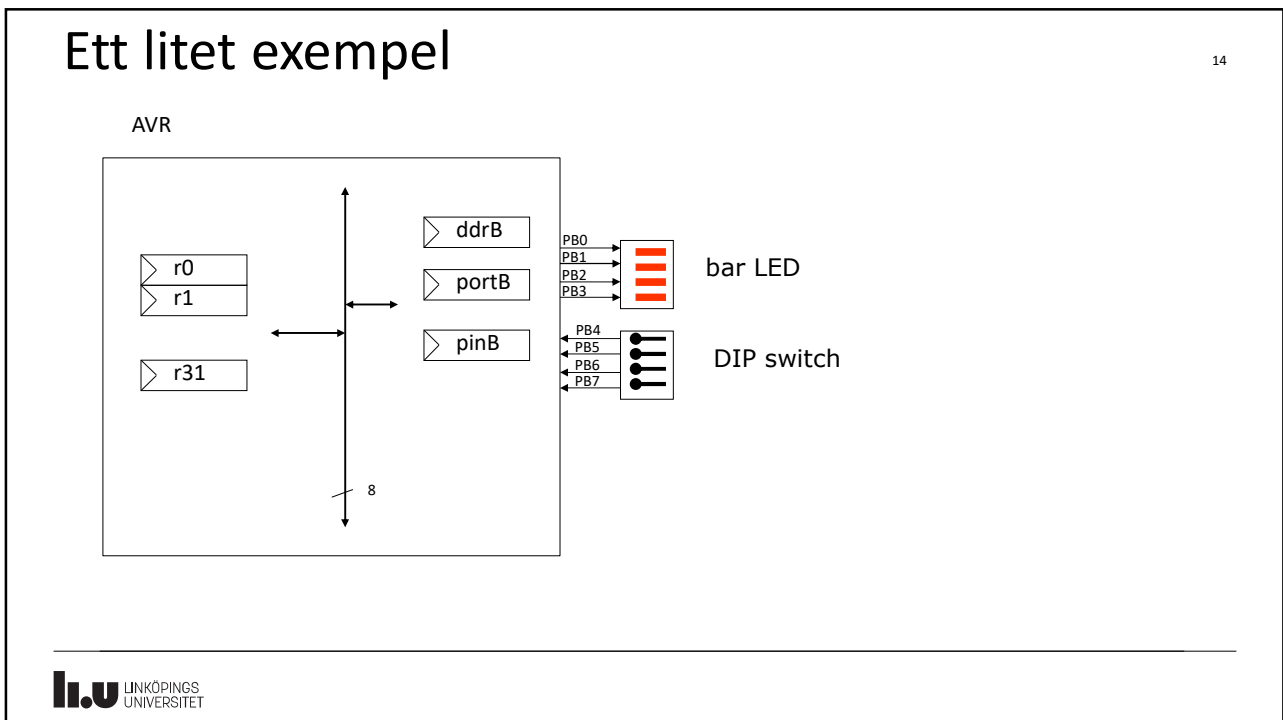 Ett litet exempel
14
AVR
r0
r1
r31
8
ddrB
portB
pinB
PB0
PB1
PB2
PB3
bar LED
PB4
PB5
PB6
PB7
DIP switch
li.u LINKÖPINGS
UNIVERSITET